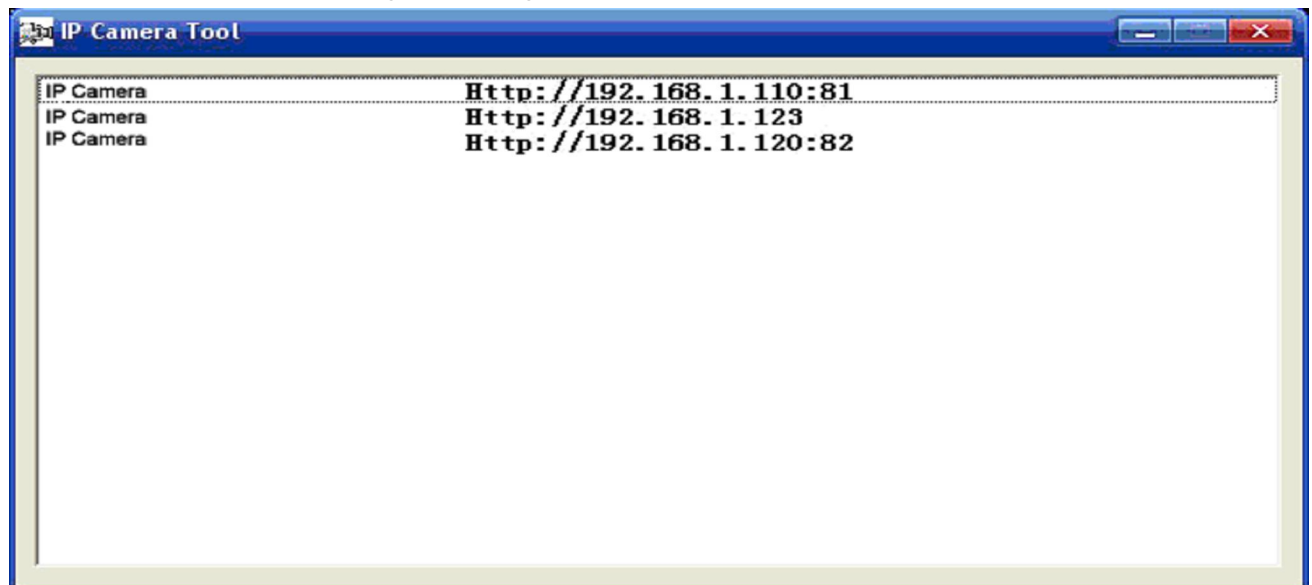 IP Camera Tool
IP Camera Http://192.168.1.110:81
IP Camera Http://192.168.1.123
IP Camera Http://192.168.1.120:82